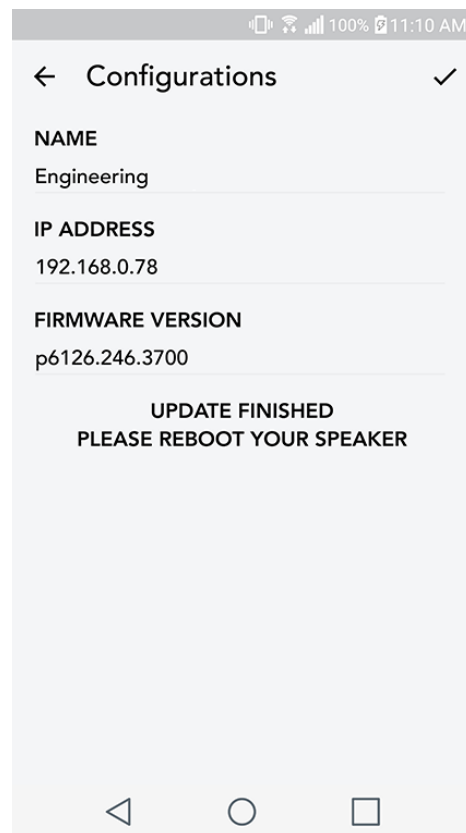 100% 11:10 AM
Configurations
NAME
Engineering
IP ADDRESS
192.168.0.78
FIRMWARE VERSION
p6126.246.3700
UPDATE FINISHED
PLEASE REBOOT YOUR SPEAKER